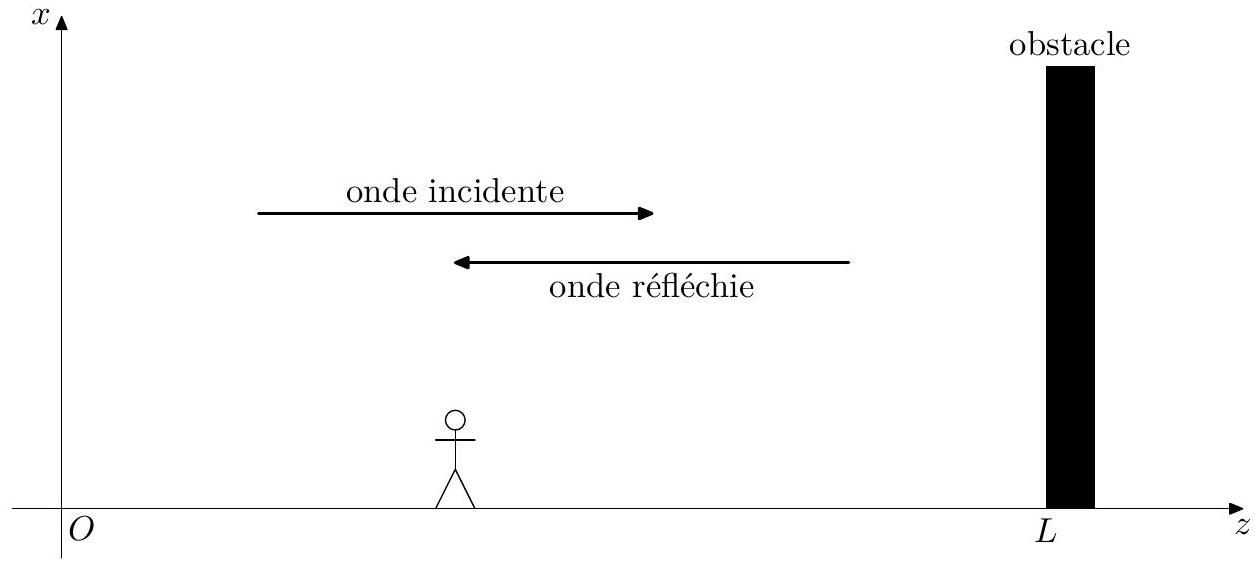 x
obstacle
onde incidente
onde réfléchie
O
L
z